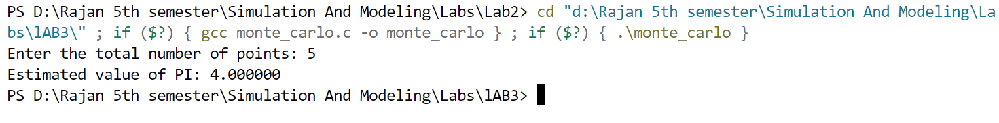 PS D:\Rajan 5th semester\Simulation And Modeling\Labs\Lab2> cd "d:\Rajan 5th semester\Simulation And Modeling\La
bs\lAB3\" ; if ($?) { gcc monte_carlo.c -o monte_carlo } ; if ($?) { .\monte_carlo }
Enter the total number of points: 5
Estimated value of PI: 4.000000
PS D:\Rajan 5th semester\Simulation And Modeling\Labs\lAB3>